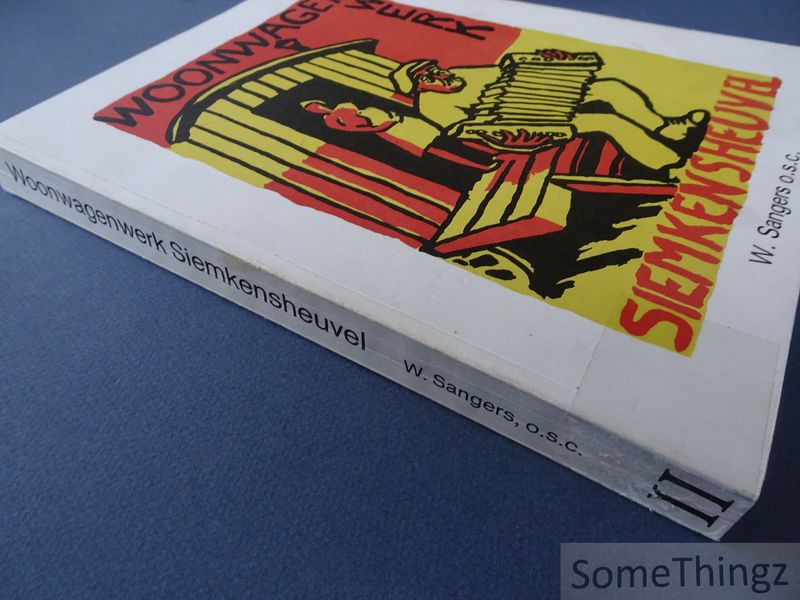 WOONWAGEN
WERK
SIEMKENSHEUVEL
W. Sangers o.s.c.
Woonwagenwerk Siemkensheuvel
W. Sangers, o.s.c.
II
SomeThingz